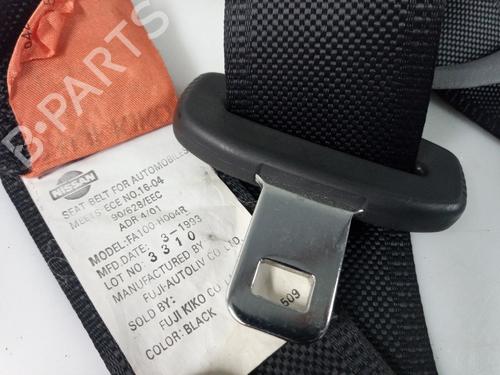 B-PARTS
FUJI KIKO
NISSAN
SEAT BELT FOR AUTOMOBILES
MEETS ECE NO.16-04
90/628/EEC
ADR 4/01
MODEL:FA100-H004R
MFD·DATE: 3-1993
LOT NO: 3310
MANUFACTURED BY
FUJI-AUTOLIV CO., LTD.
SOLD BY:
FUJI KIKO CO., L
COLOR: BLACK
509